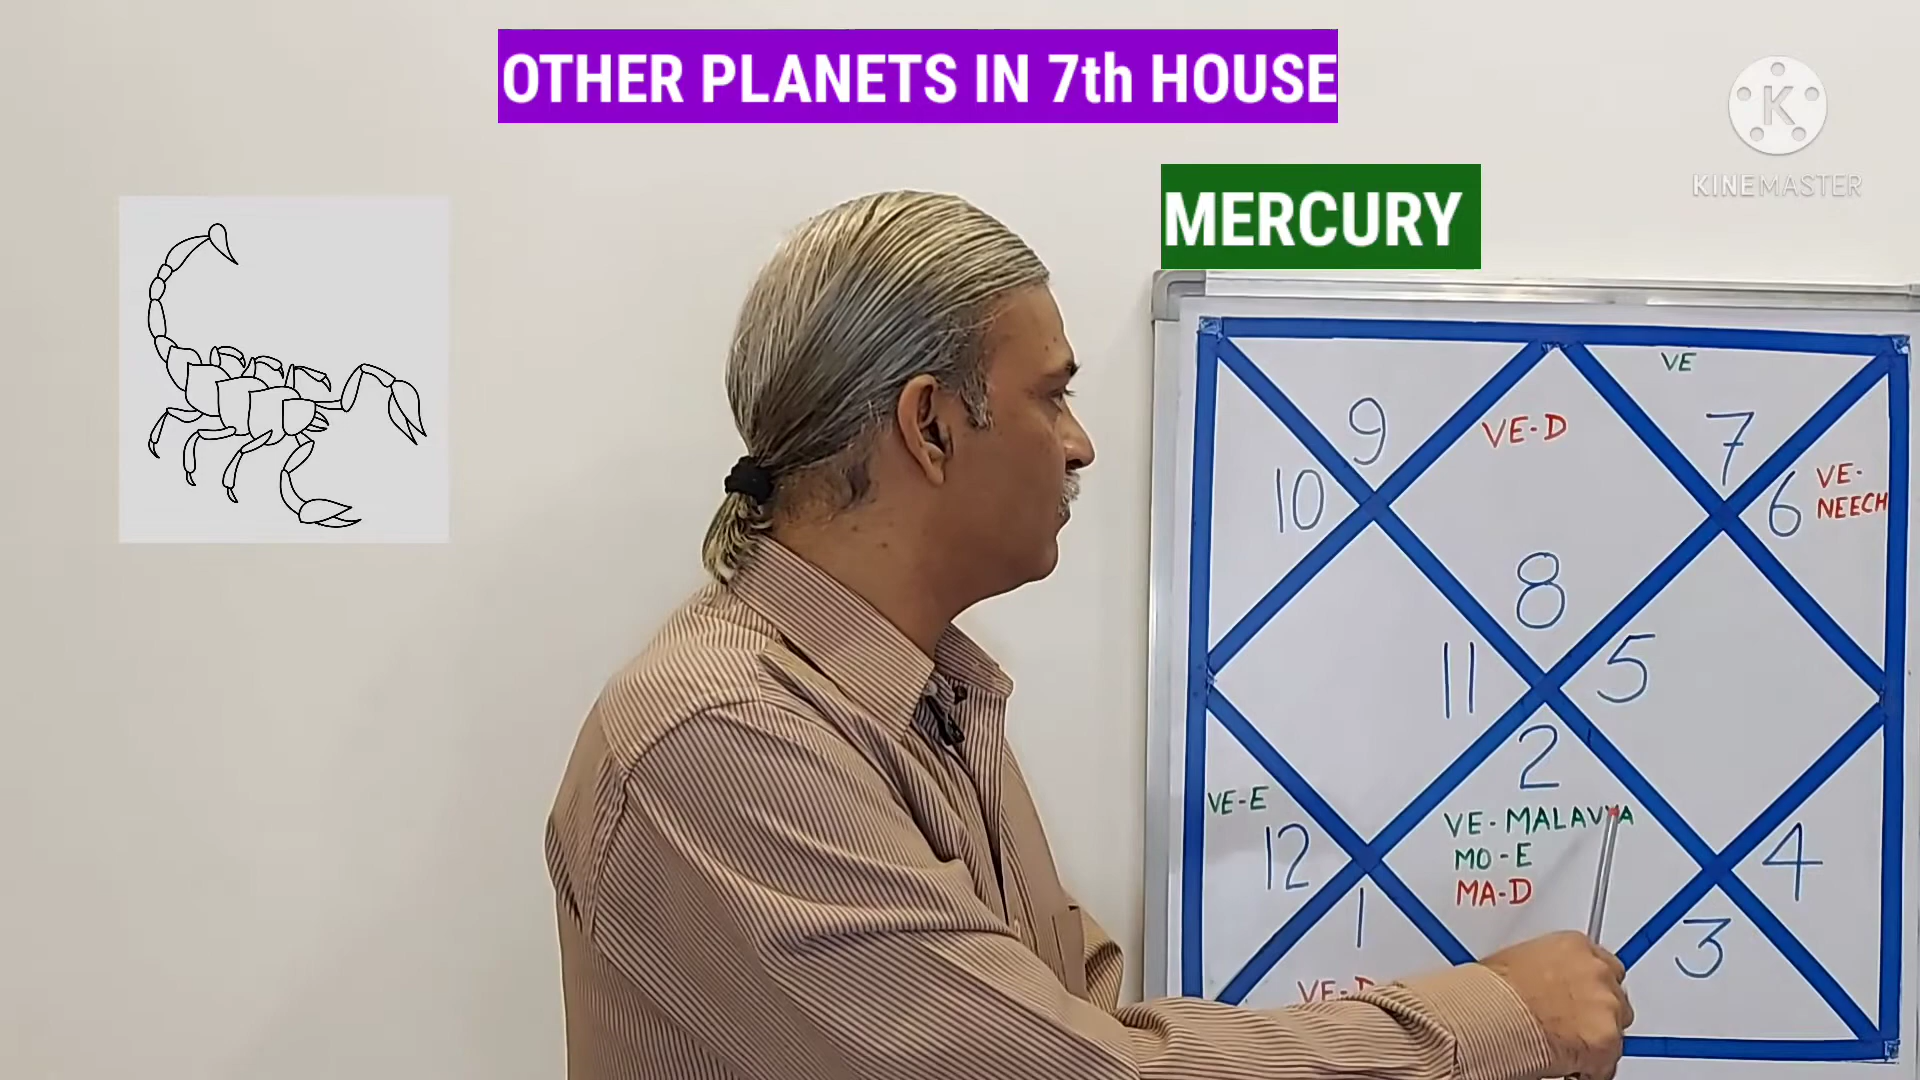 OTHER PLANETS IN 7th HOUSE
K
KINEMASTER
MERCURY
VE
9
VE-D
7
10
6
VE-
NEECH
8
11
5
2
VE-E
VE-MALAVYA
12
MO-E
4
MA-D
1
3
VE-D